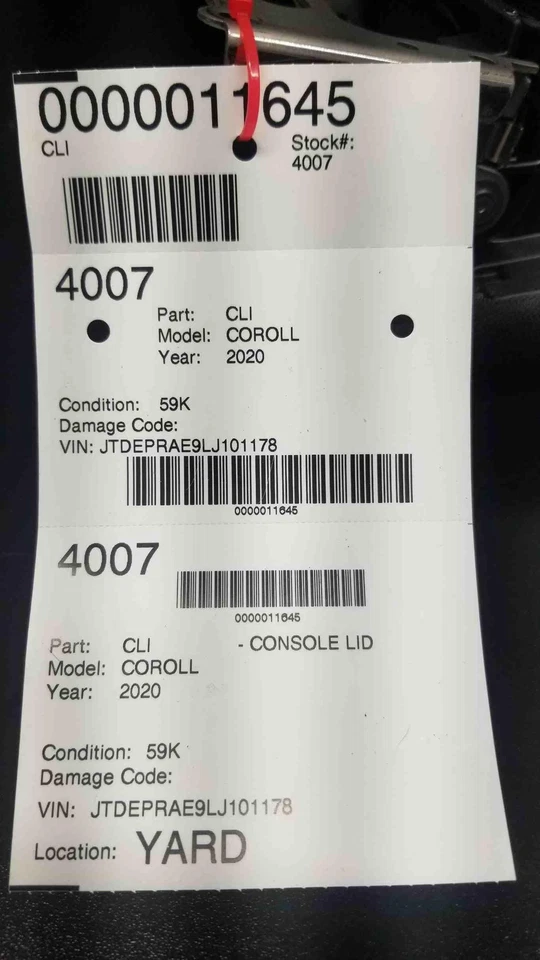 0000011645
CLI
Stock#:
4007
4007
Part: CLI
Model: COROLL
Year: 2020
Condition: 59K
Damage Code:
VIN: JTDEPRAE9LJ101178
0000011645
4007
0000011645
Part: CLI - CONSOLE LID
Model: COROLL
Year: 2020
Condition: 59K
Damage Code:
VIN: JTDEPRAE9LJ101178
Location: YARD